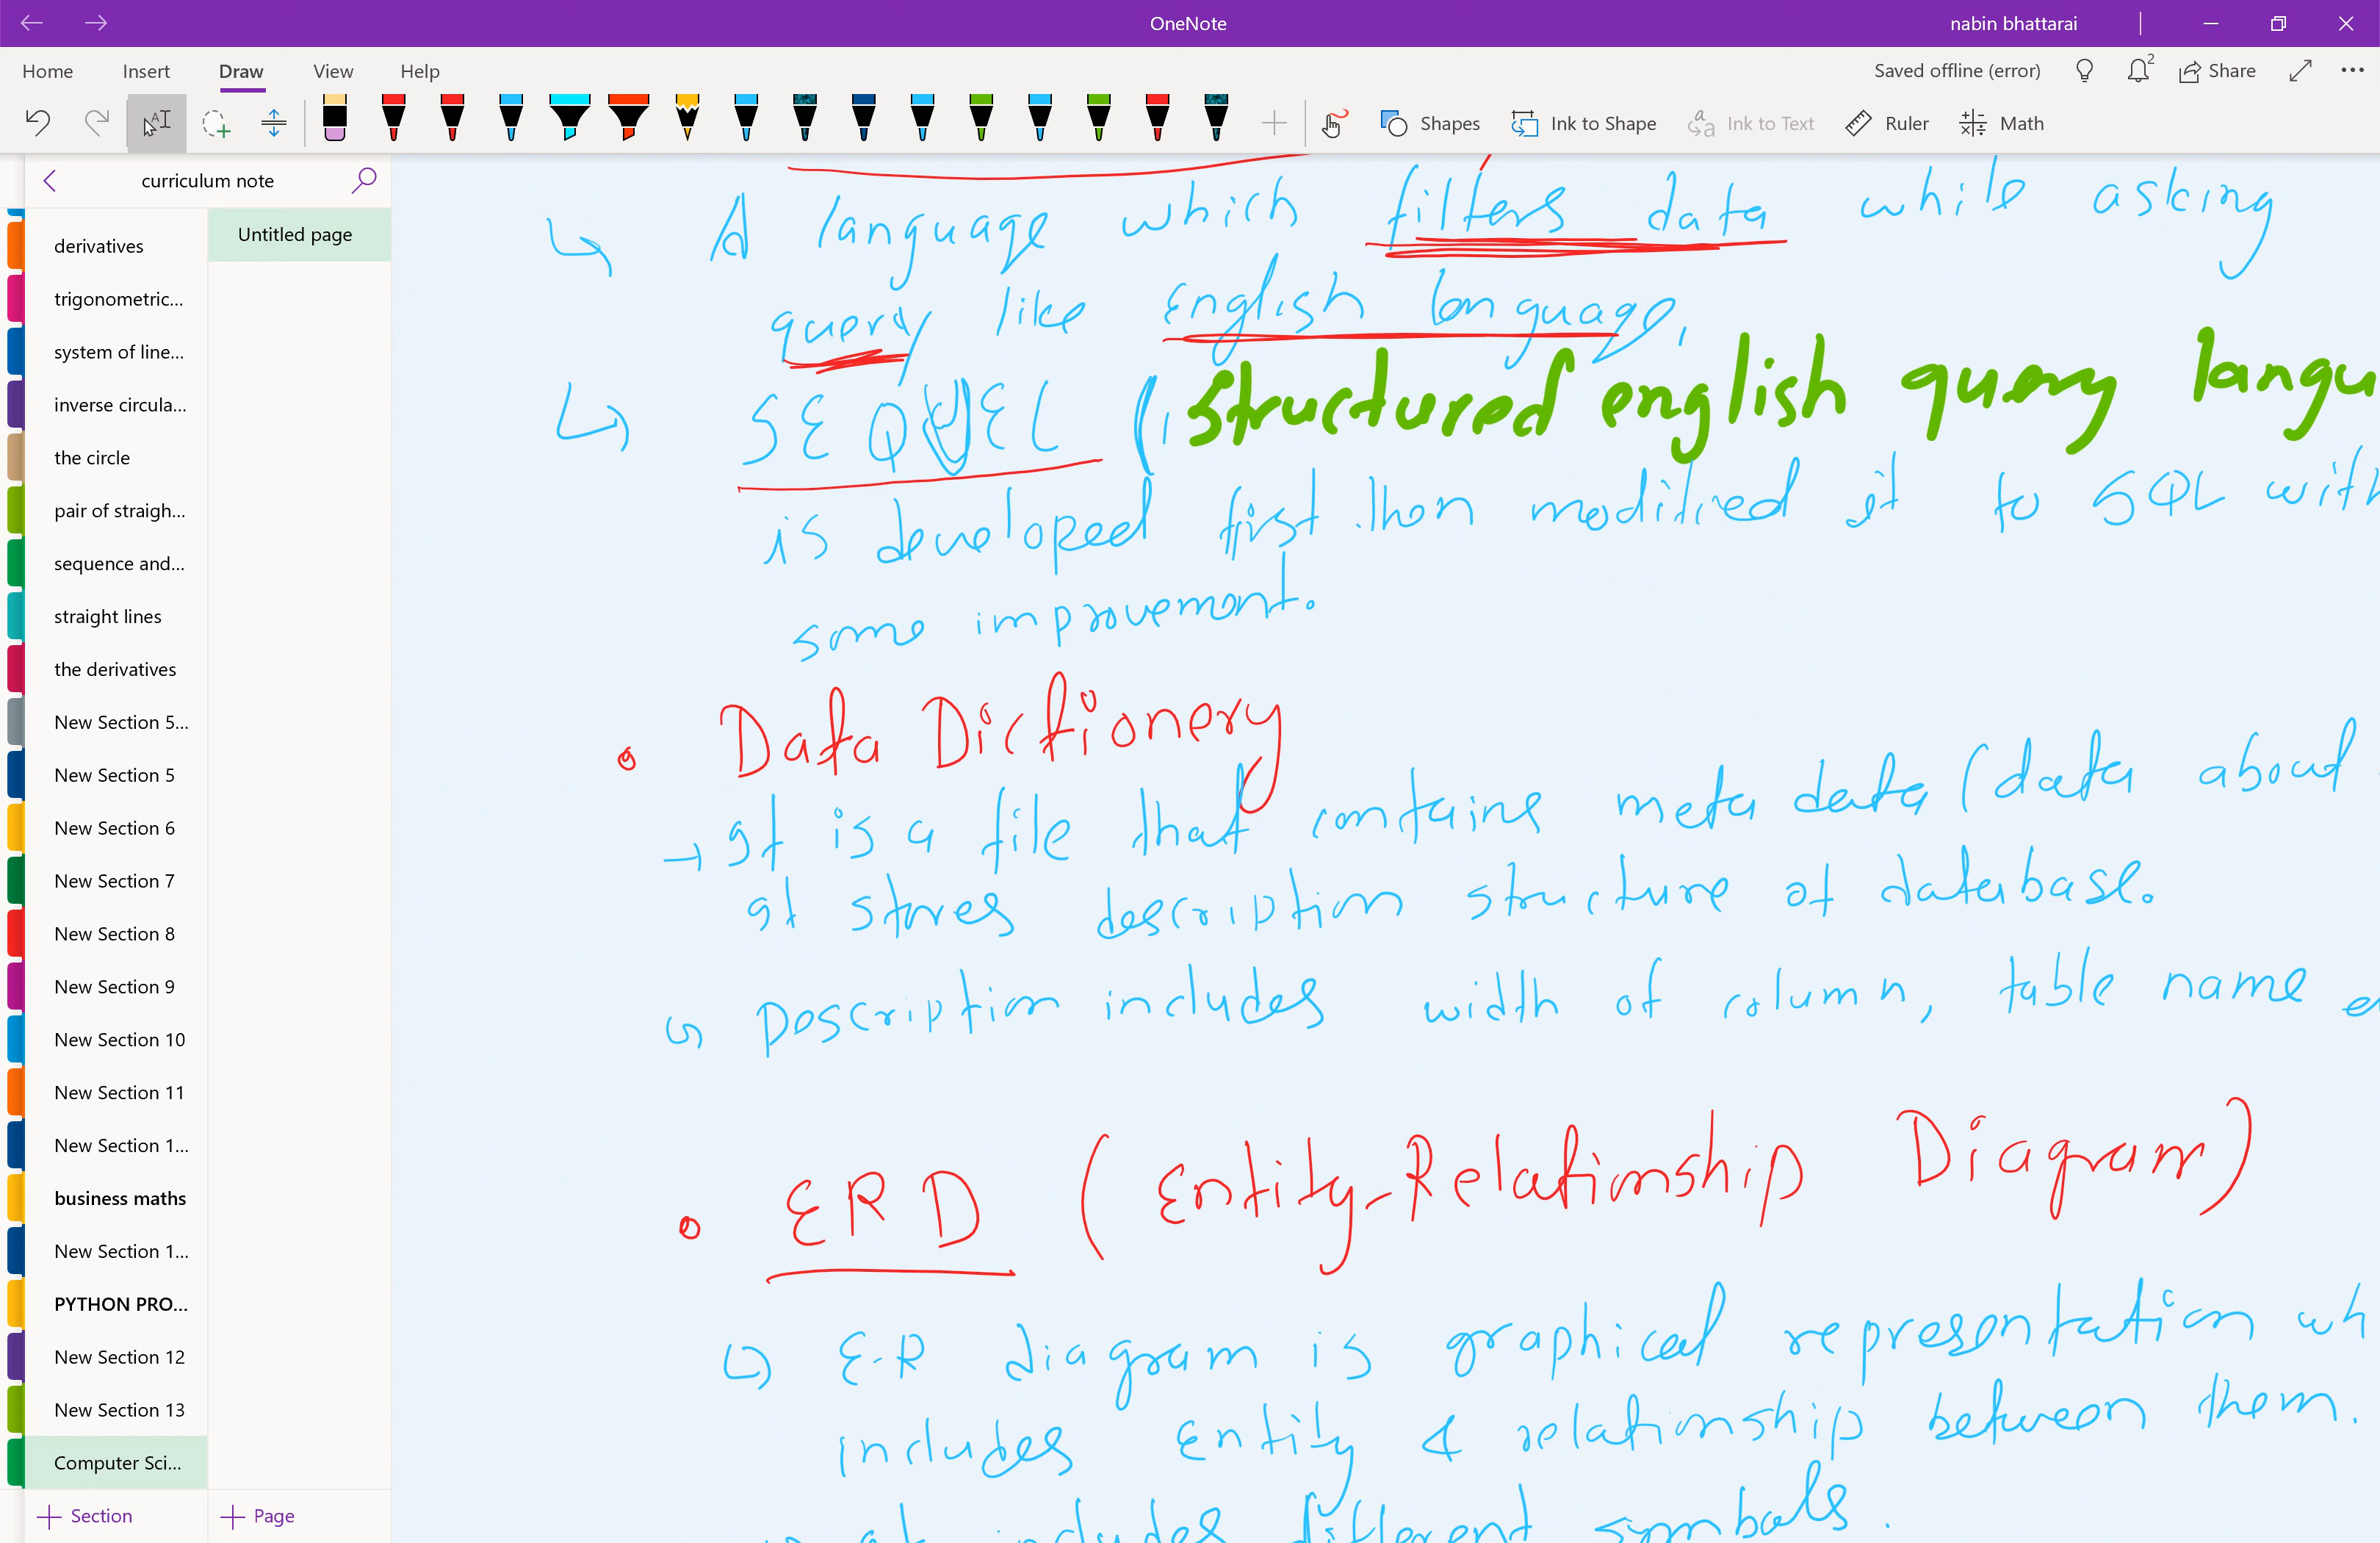 OneNote
nabin bhattarai
Home Insert Draw View Help
Saved offline (error) 2 Share
Shapes Ink to Shape Ink to Text Ruler Math
curriculum note
Untitled page
derivatives
trigonometric...
system of line...
inverse circula...
the circle
pair of straigh...
sequence and...
straight lines
the derivatives
New Section 5...
New Section 5
New Section 6
New Section 7
New Section 8
New Section 9
New Section 10
New Section 11
New Section 1...
business maths
New Section 1...
PYTHON PRO...
New Section 12
New Section 13
Computer Sci...
Section
Page
A language which filters data while asking
query like English language,
SEQUEL ( structured english query langu
is developed first then modified it to SQL with
some improvement.
Data Dictionery
It is a file that contains meta data (data about
It stores description structure of database.
Description includes width of column, table name
ERD (Entity-Relationship Diagram)
E-R diagram is graphical representation wh
includes Entity & relationship between them.
includes different symbols.